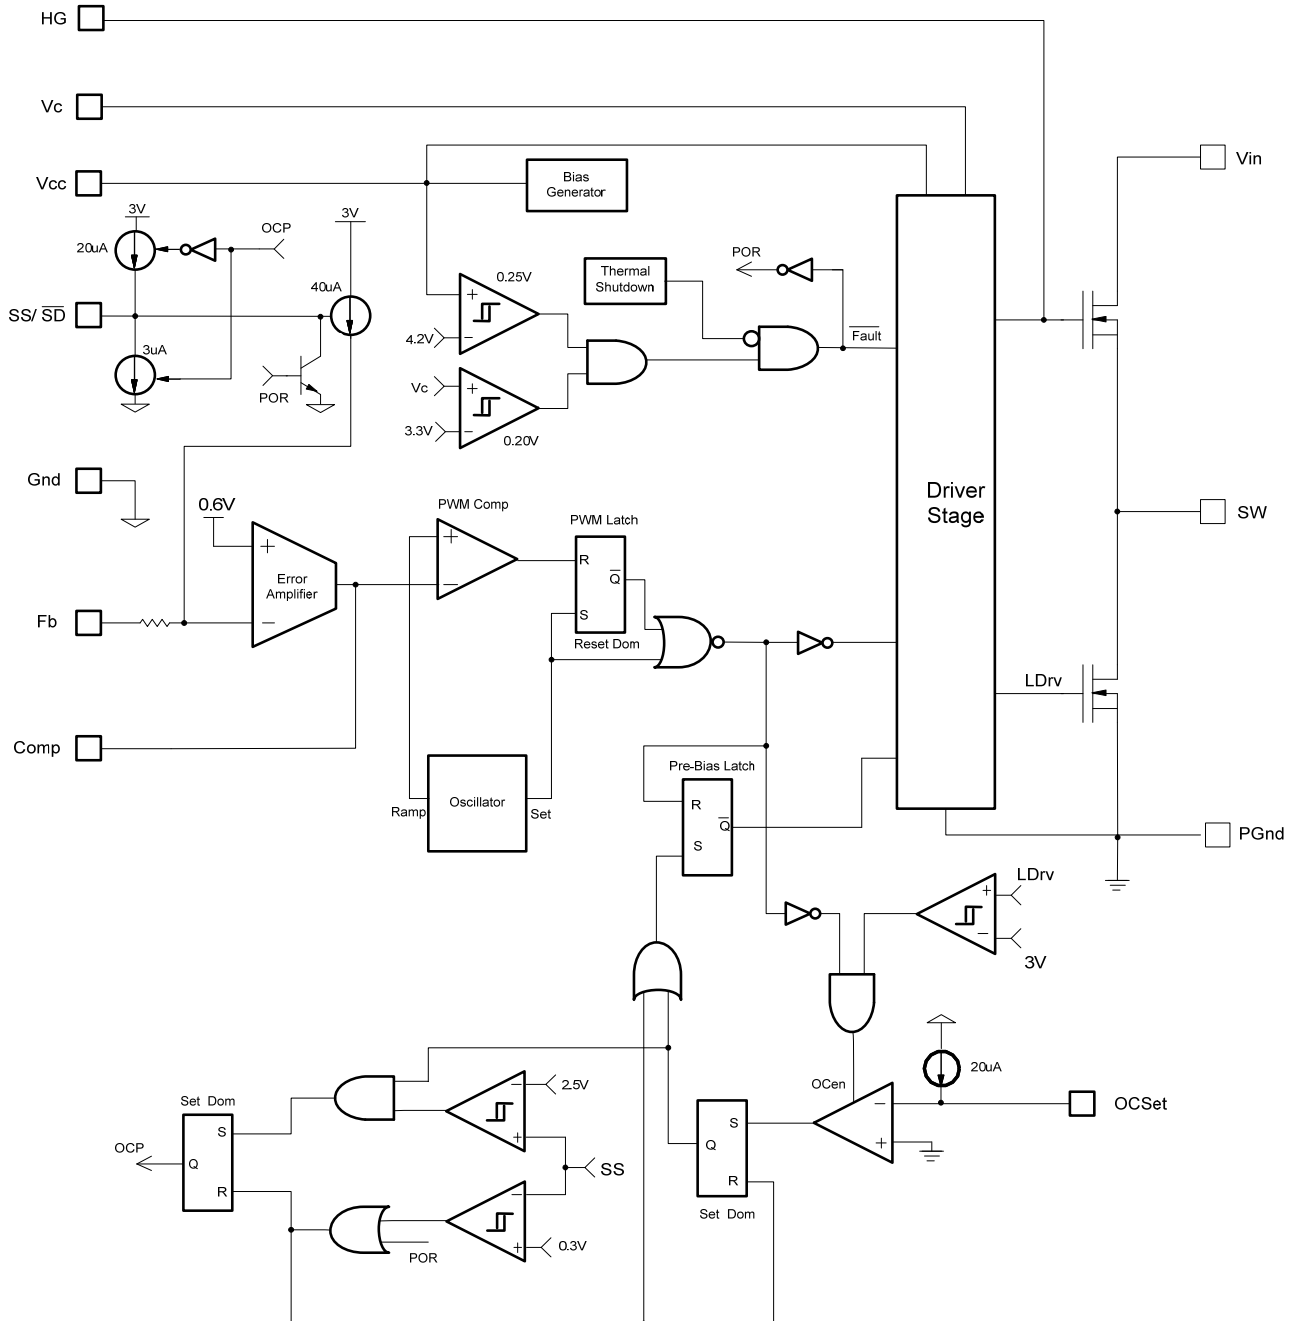 HG
Vc
Vin
Vcc
Bias
Generator
3V
3V
OCP
20uA
POR
Thermal
Shutdown
0.25V
40uA
SS/ SD
4.2V
Fault
3uA
Vc
POR
3.3V
0.20V
Gnd
0.6V
PWM Comp
Driver
Stage
SW
PWM Latch
+
R
Q
Error
Amplifier
S
Fb
Reset Dom
LDrv
Comp
Pre-Bias Latch
Ramp
Oscillator
Set
R
Q
S
PGnd
LDrv
3V
20uA
OCen
2.5V
OCSet
Set Dom
S
S
OCP
Q
Q
SS
R
R
Set Dom
0.3V
POR